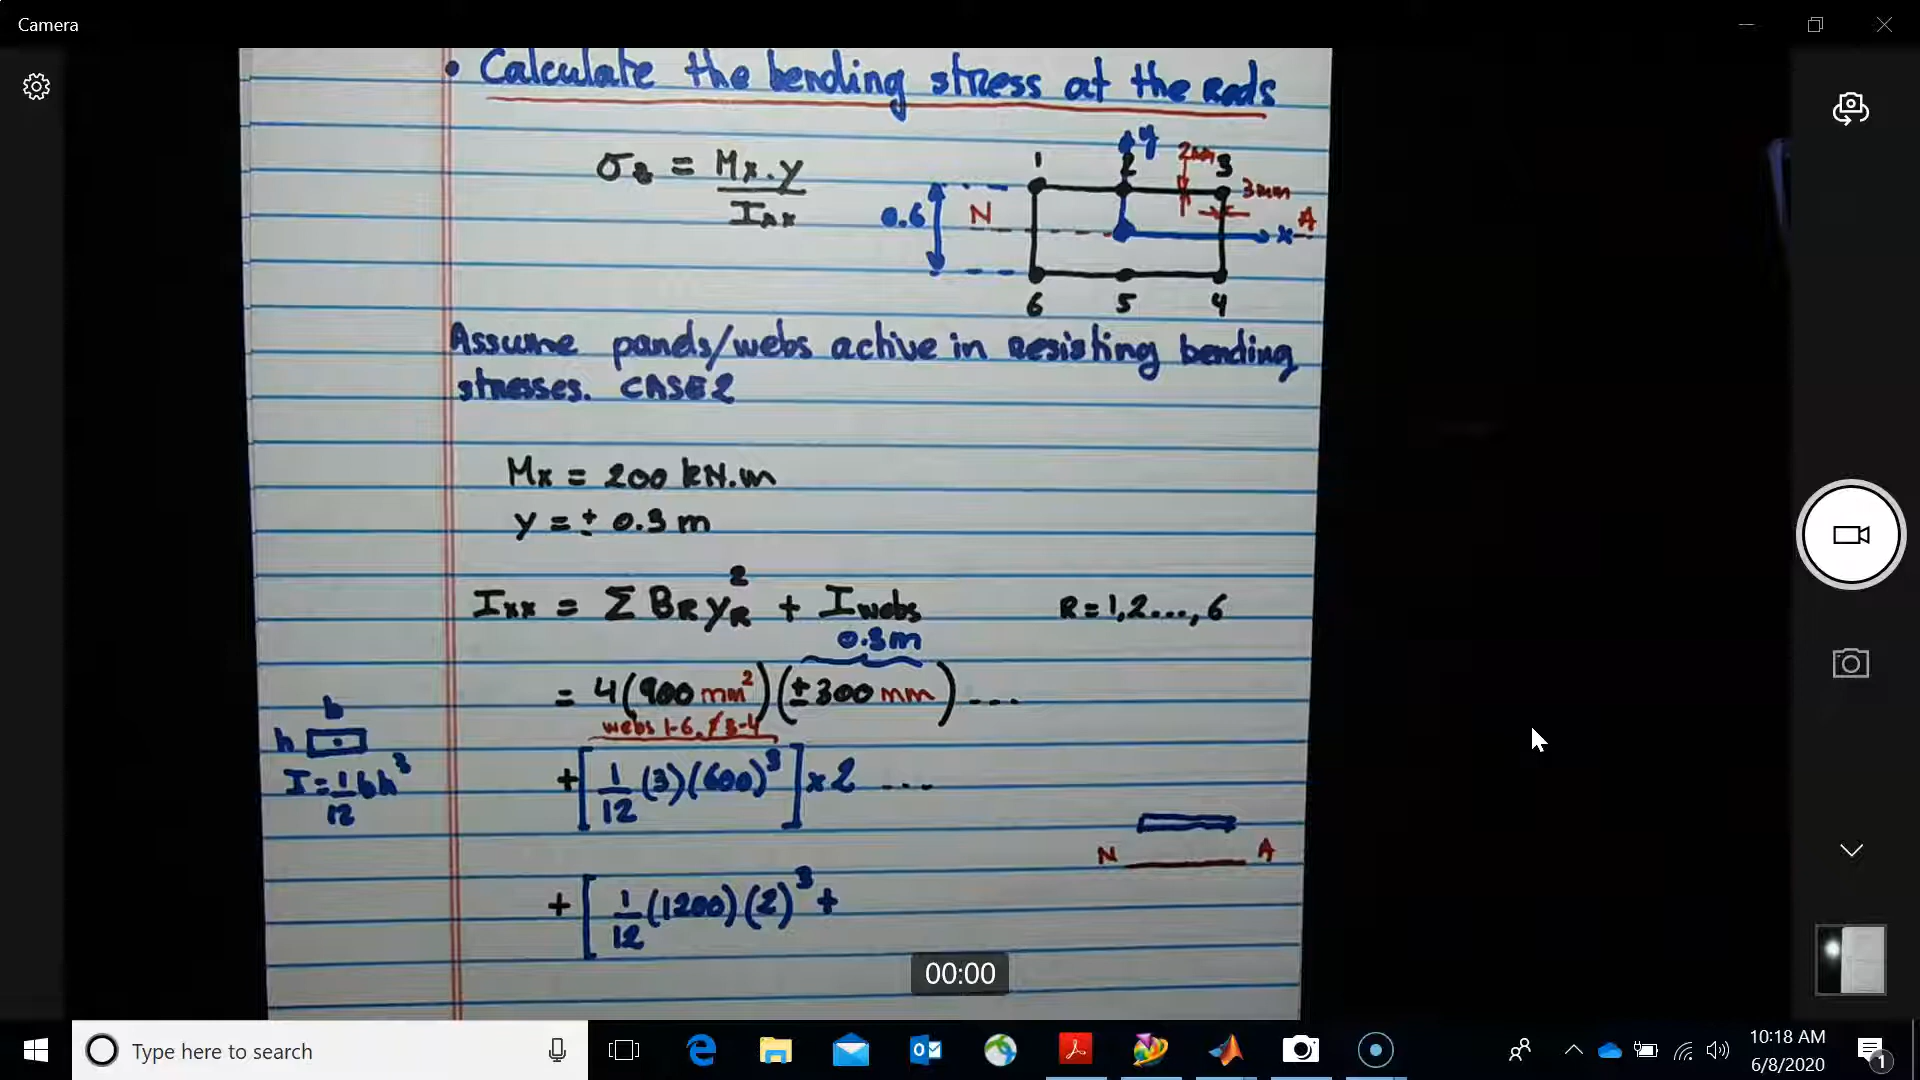 Camera
• Calculate the bending stress at the Rods
σz = Mx.y
Ixx
y
1
2
2mm
3
3mm
0.6
N
x
A
6
5
4
Assume panels/webs active in resisting bending
stresses. CASE 2
Mx = 200 kN.m
y = ± 0.3 m
Ixx = Σ BR yR² + Iwebs
R = 1,2..., 6
0.3m
= 4(900 mm²)(±300 mm) ...
webs 1-6, / 3-4
b
h
I = 1/12 bh³
+ [1/12 (3)(600)³] x 2 ...
N
A
+ [1/12 (1200)(2)³ +
00:00
Type here to search
10:18 AM
6/8/2020
1